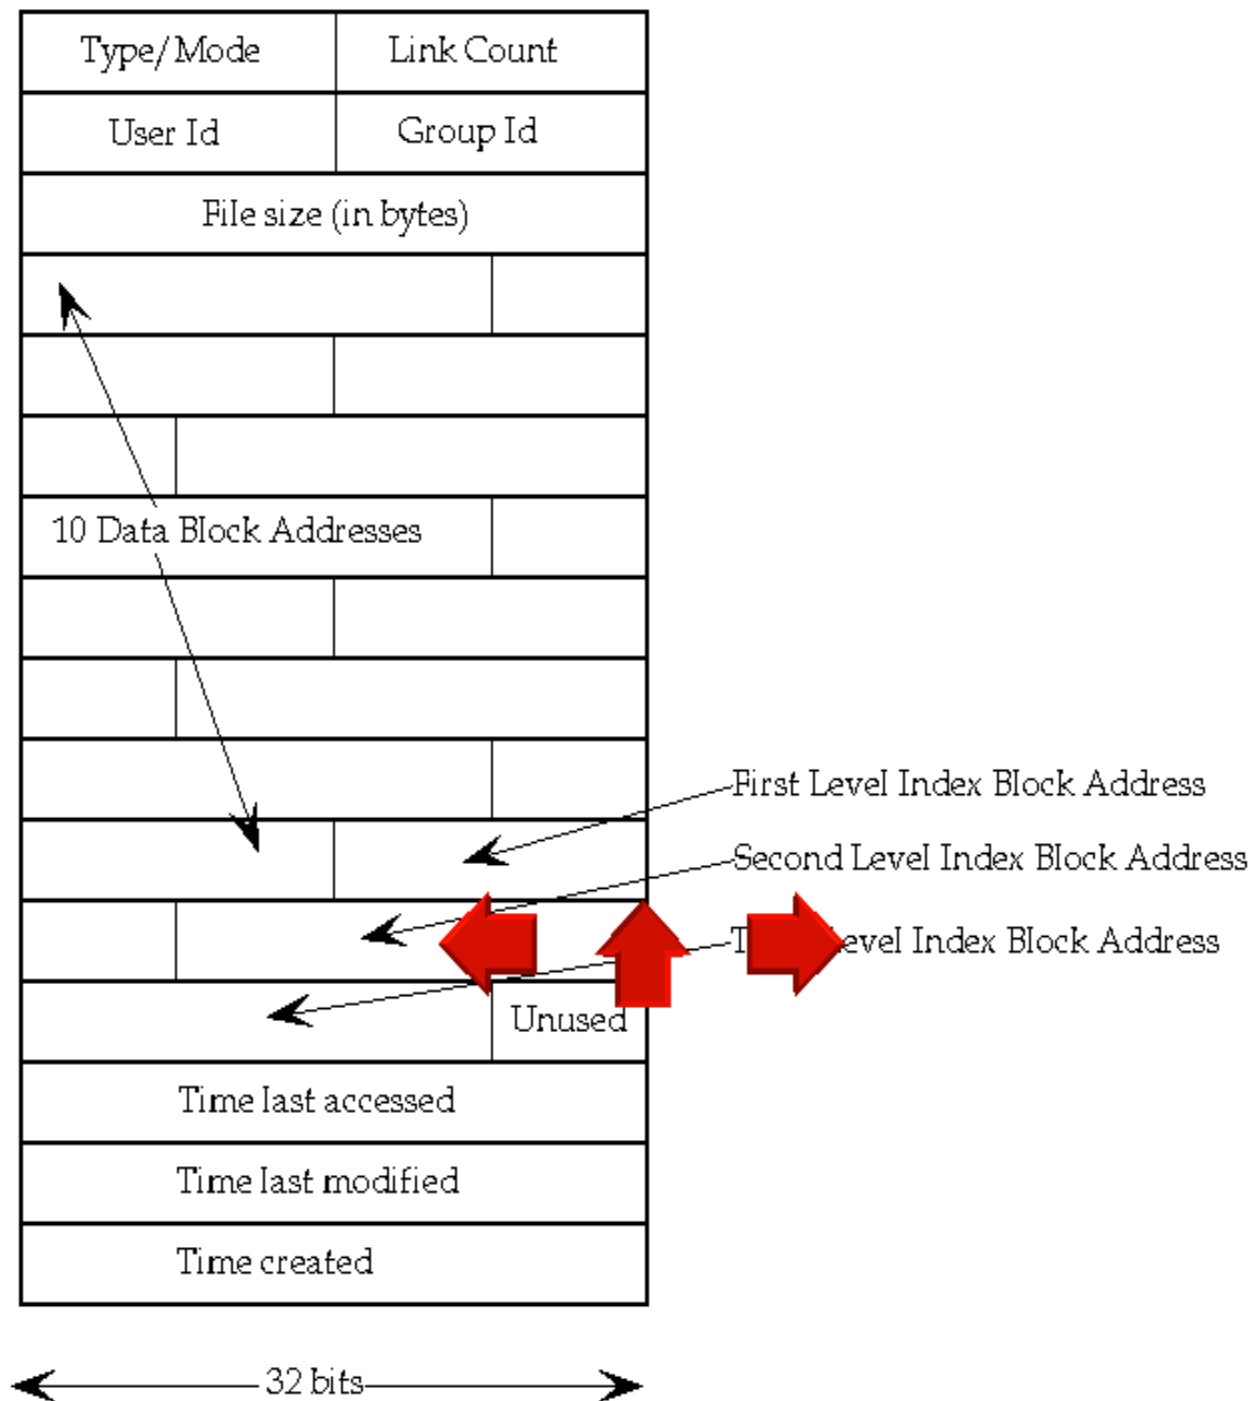 Type/Mode
Link Count
User Id
Group Id
File size (in bytes)
10 Data Block Addresses
First Level Index Block Address
Second Level Index Block Address
Level Index Block Address
Unused
Time last accessed
Time last modified
Time created
32 bits